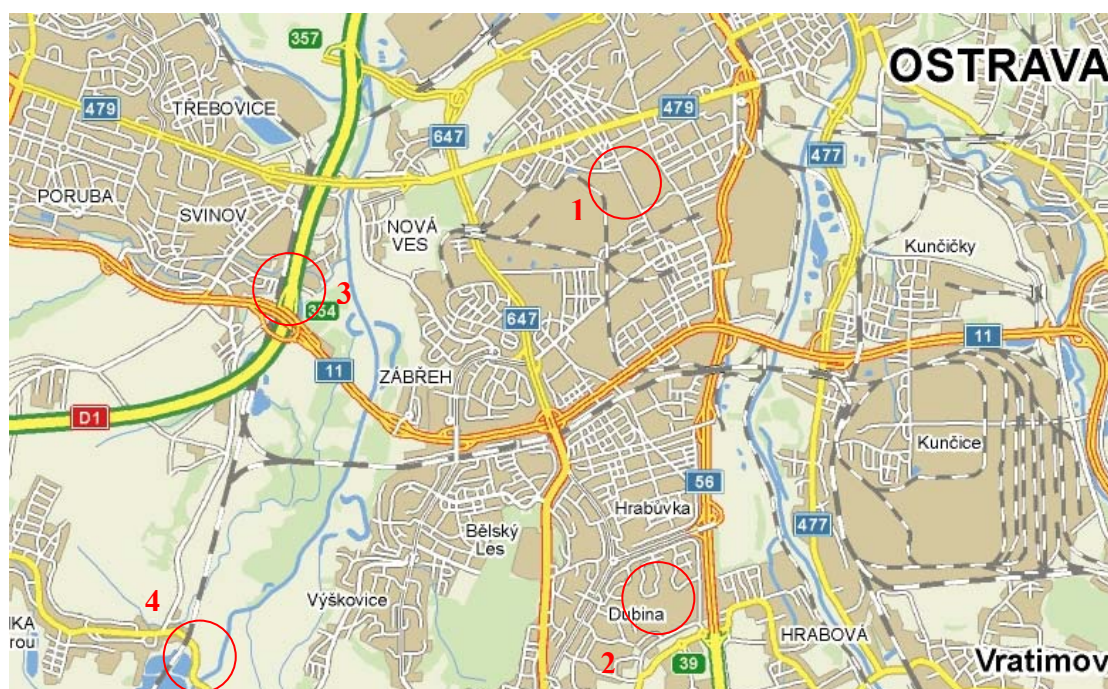 357
OSTRAVA
479
TŘEBOVICE
479
647
477
PORUBA
SVINOV
1
NOVÁ
VES
Kunčičky
3
354
647
11
11
ZÁBŘEH
D1
Kunčice
56
Hrabůvka
477
Bělský
Les
4
Výškovice
Dubina
HRABOVÁ
2
39
Vratimov